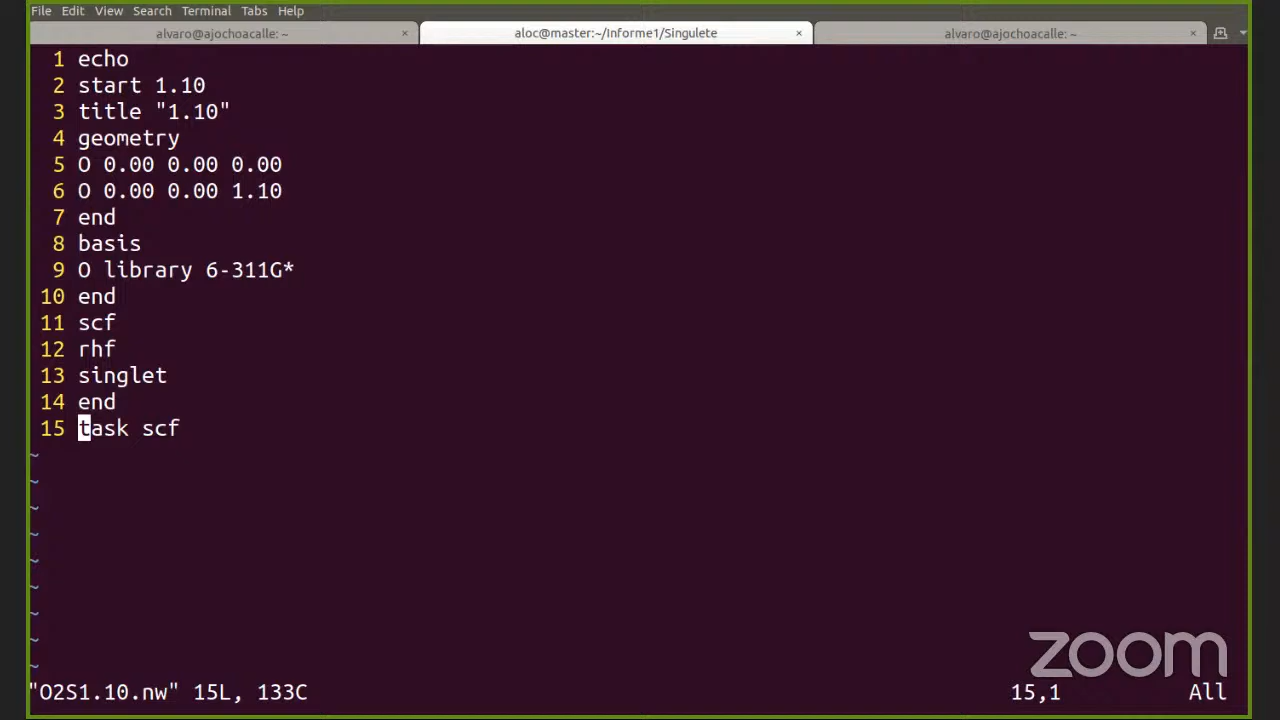 File Edit View Search Terminal Tabs Help
alvaro@ajochoacalle: ~ × aloc@master:~/Informe1/Singulete × alvaro@ajochoacalle: ~ ×
1 echo
2 start 1.10
3 title "1.10"
4 geometry
5 O 0.00 0.00 0.00
6 O 0.00 0.00 1.10
7 end
8 basis
9 O library 6-311G*
10 end
11 scf
12 rhf
13 singlet
14 end
15 task scf
~
~
~
~
~
~
~
~
~
zoom
"O2S1.10.nw" 15L, 133C 15,1 All